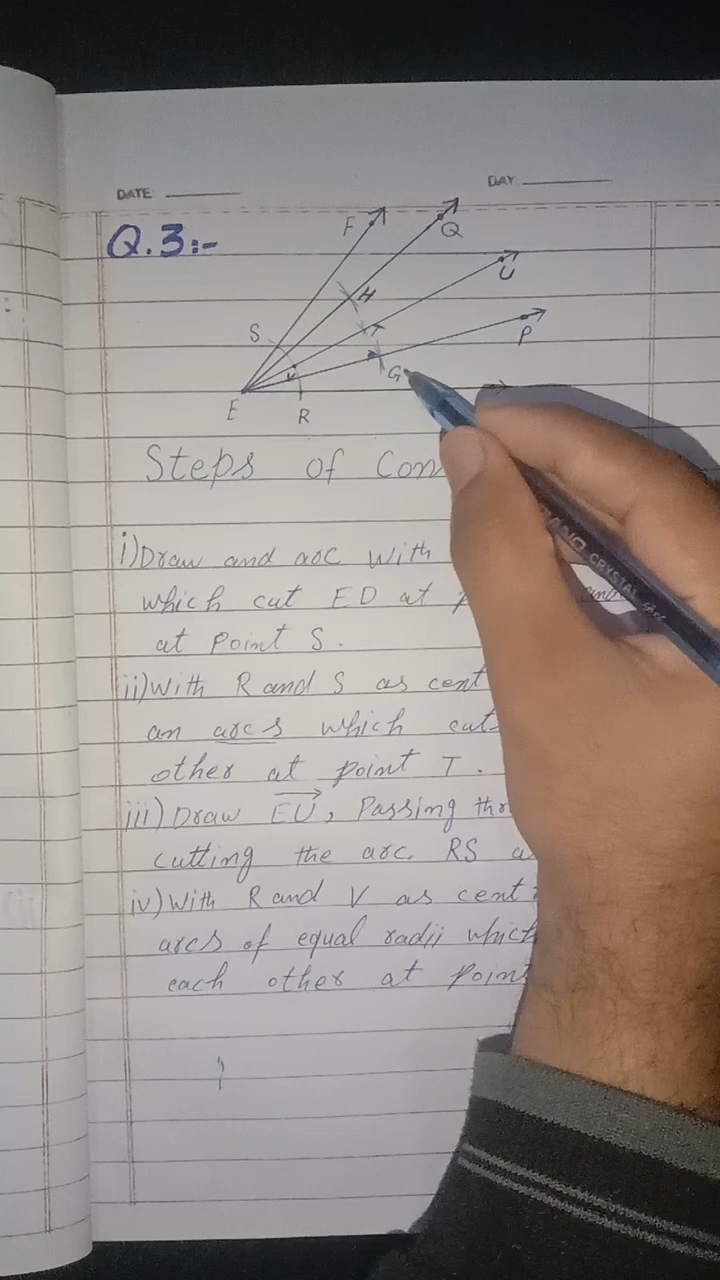 DATE
DAY
Q.3:-
F
Q
U
H
P
T
S
V
G
E
R
Steps of Con
i) Draw and arc with
which cut ED at
at point S.
ii) With R and S as cent
an arcs which cut
other at point T.
iii) Draw EU, Passing thr
cutting the arc RS a
iv) With R and V as cent
arcs of equal radii which
each other at point
CRYSTAL